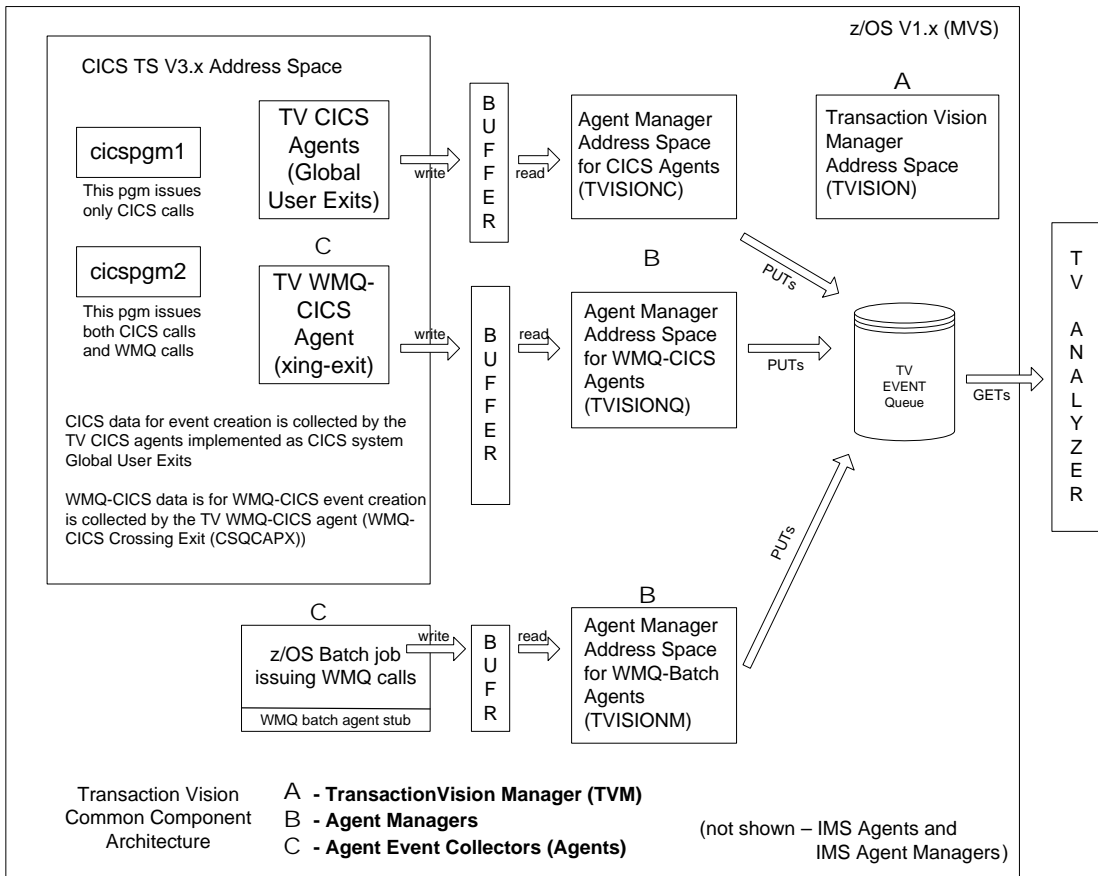 z/OS V1.x (MVS)
CICS TS V3.x Address Space
cicspgm1
This pgm issues
only CICS calls
cicspgm2
This pgm issues
both CICS calls
and WMQ calls
TV CICS
Agents
(Global
User Exits)
C
TV WMQ-
CICS
Agent
(xing-exit)
CICS data for event creation is collected by the
TV CICS agents implemented as CICS system
Global User Exits
WMQ-CICS data is for WMQ-CICS event creation
is collected by the TV WMQ-CICS agent (WMQ-
CICS Crossing Exit (CSQCAPX))
write
B
U
F
F
E
R
read
Agent Manager
Address Space
for CICS Agents
(TVISIONC)
A
Transaction Vision
Manager
Address Space
(TVISION)
write
B
U
F
F
E
R
read
B
Agent Manager
Address Space
for WMQ-CICS
Agents
(TVISIONQ)
PUTs
PUTs
TV
EVENT
Queue
GETs
T
V
A
N
A
L
Y
Z
E
R
C
z/OS Batch job
issuing WMQ calls
WMQ batch agent stub
write
B
U
F
R
read
B
Agent Manager
Address Space
for WMQ-Batch
Agents
(TVISIONM)
PUTs
Transaction Vision
Common Component
Architecture
A - TransactionVision Manager (TVM)
B - Agent Managers
C - Agent Event Collectors (Agents)
(not shown – IMS Agents and
IMS Agent Managers)